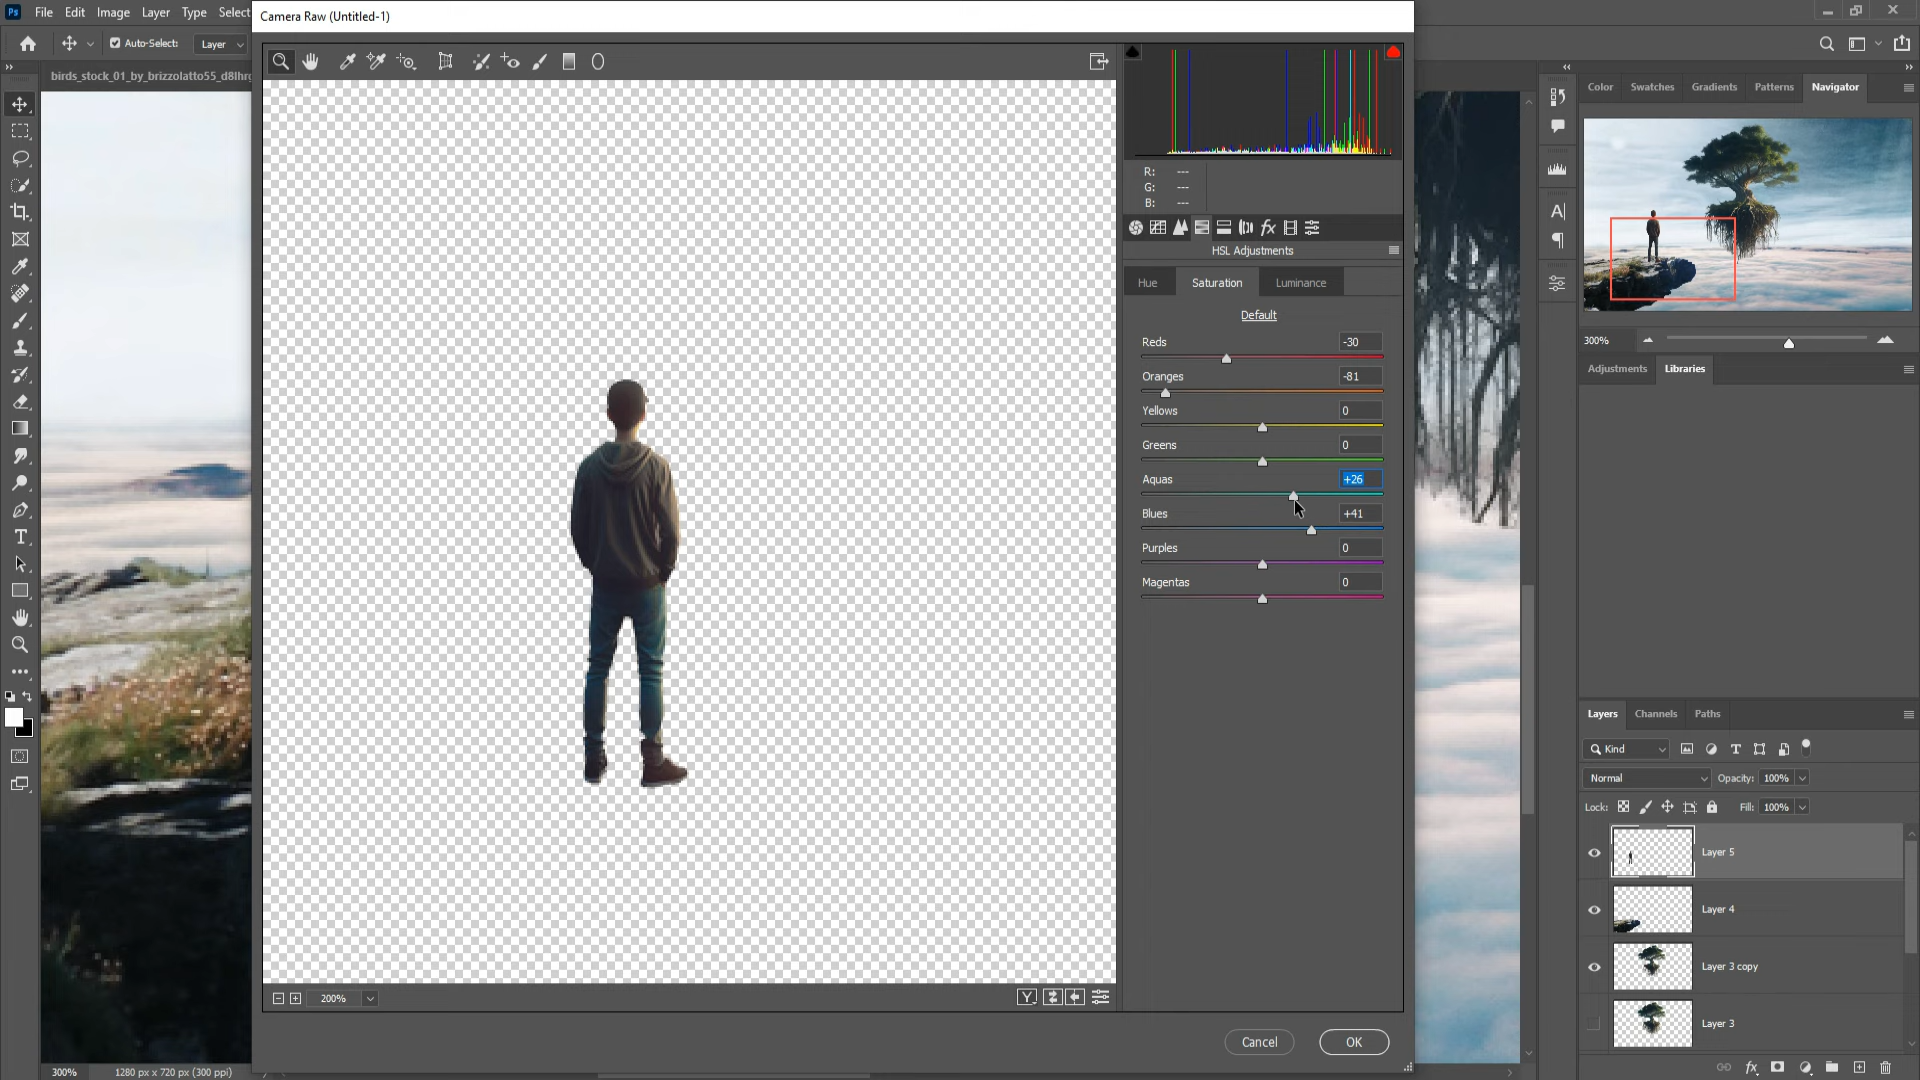 Ps File Edit Image Layer Type Select
Camera Raw (Untitled-1)
Auto-Select: Layer
birds_stock_01_by_brizzolatto55_d8lhrg
R: ---
G: ---
B: ---
HSL Adjustments
Hue Saturation Luminance
Default
Reds -30
Oranges -81
Yellows 0
Greens 0
Aquas +26
Blues +41
Purples 0
Magentas 0
200%
Y
Cancel OK
300% 1280 px x 720 px (300 ppi)
Color Swatches Gradients Patterns Navigator
300%
Adjustments Libraries
Layers Channels Paths
Kind
Normal Opacity: 100%
Lock: Fill: 100%
Layer 5
Layer 4
Layer 3 copy
Layer 3